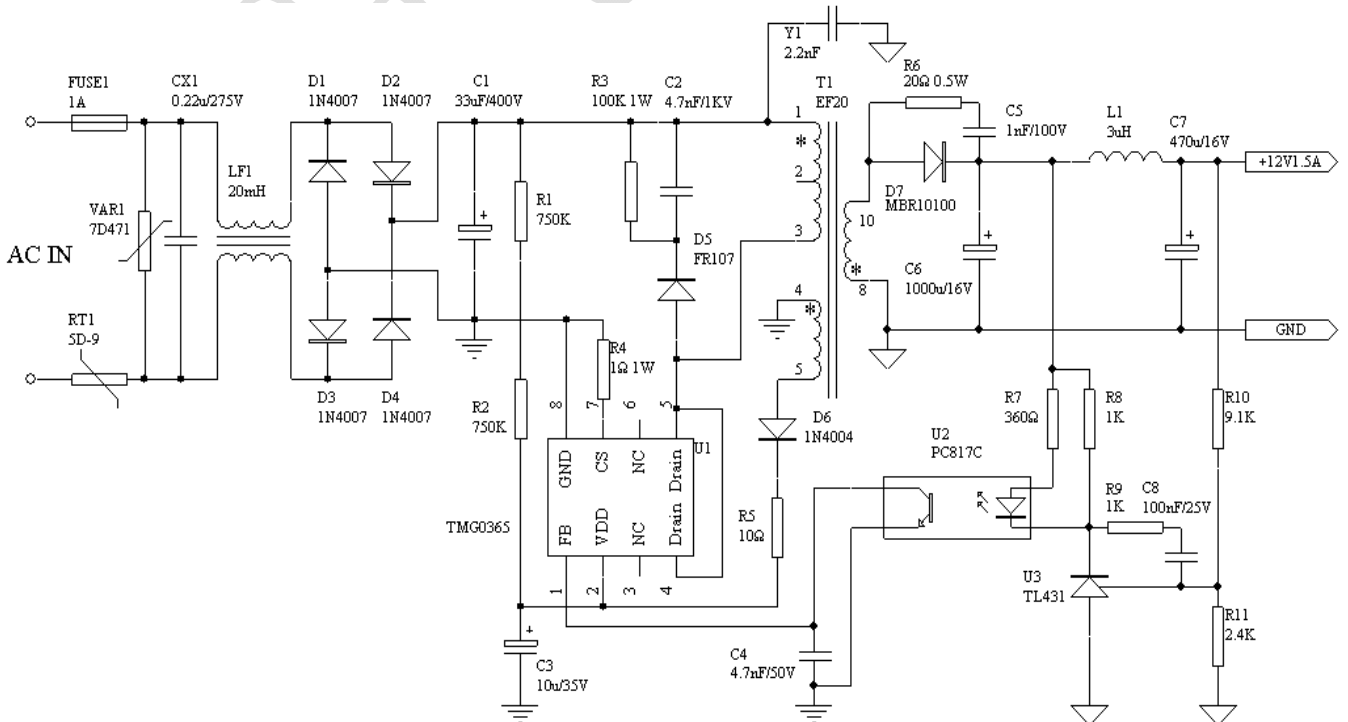 Y1
2.2nF
FUSE1
1A
CX1
0.22u/275V
D1
1N4007
D2
1N4007
C1
33uF/400V
R3
100K 1W
C2
4.7nF/1KV
T1
EF20
R6
20Ω 0.5W
C5
1nF/100V
L1
3uH
C7
470u/16V
1
*
2
3
LF1
20mH
VAR1
7D471
AC IN
RT1
5D-9
R1
750K
+
D5
FR107
D7
MBR10100
10
+12V1.5A
C6
1000u/16V
+
+
*
8
4
*
5
GND
R4
1Ω 1W
D3
1N4007
D4
1N4007
R2
750K
8
7
6
5
U1
GND
CS
NC
Drain
FB
VDD
NC
Drain
1
2
3
4
TMG0365
D6
1N4004
R5
10Ω
U2
PC817C
R7
360Ω
R8
1K
R10
9.1K
R9
1K
C8
100nF/25V
U3
TL431
R11
2.4K
+
C3
10u/35V
C4
4.7nF/50V